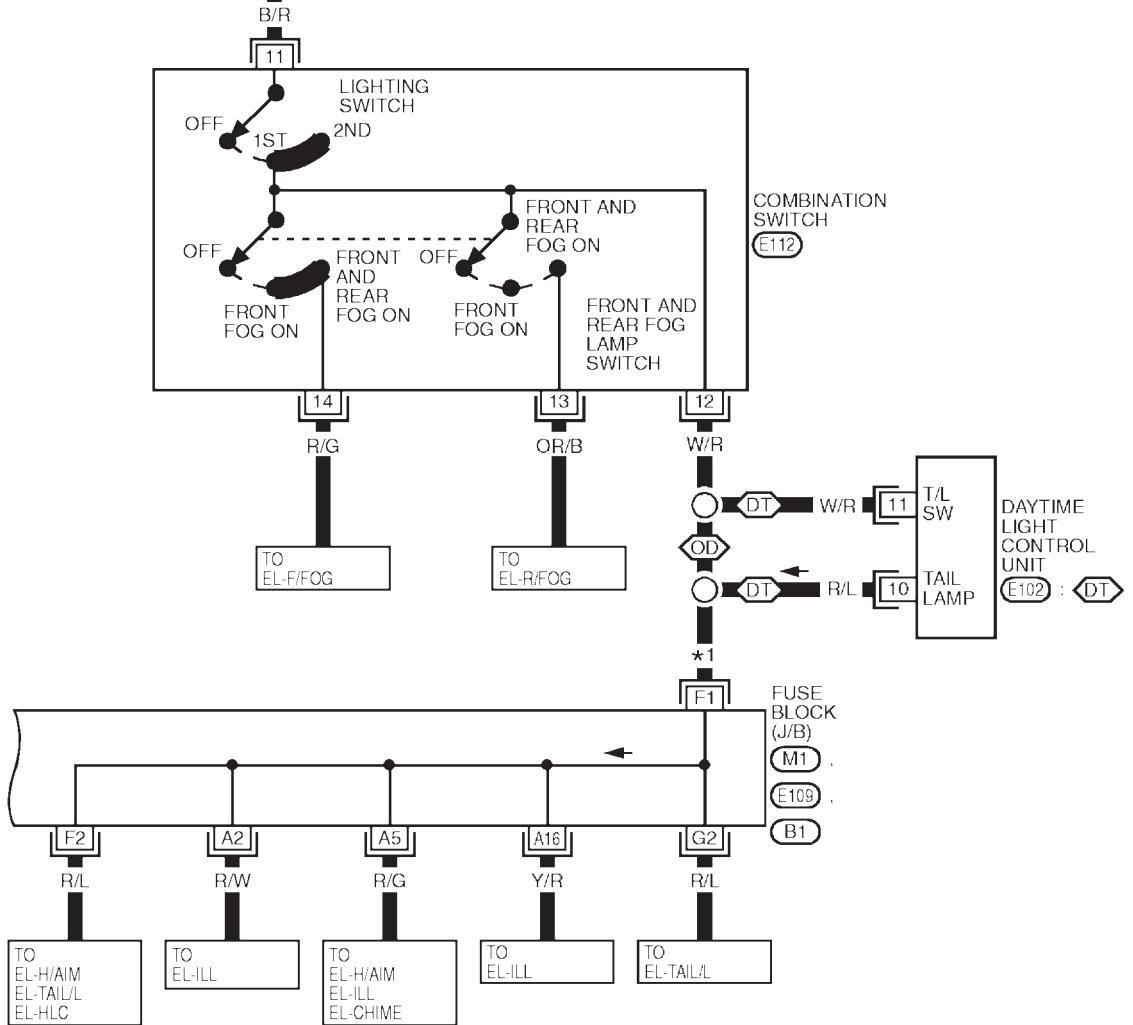 B/R
11
LIGHTING
SWITCH
OFF
1ST
2ND
COMBINATION
SWITCH
E112
FRONT AND
REAR
FOG ON
OFF
FRONT
AND
REAR
FOG ON
OFF
FRONT
FOG ON
FRONT
FOG ON
FRONT AND
REAR FOG
LAMP
SWITCH
14
13
12
R/G
OR/B
W/R
DT
W/R
11
T/L
SW
DAYTIME
LIGHT
CONTROL
UNIT
E102 : DT
OD
DT
R/L
10
TAIL
LAMP
TO
EL-F/FOG
TO
EL-R/FOG
*1
F1
FUSE
BLOCK
(J/B)
M1 ,
E109 ,
B1
F2
A2
A5
A16
G2
R/L
R/W
R/G
Y/R
R/L
TO
EL-H/AIM
EL-TAIL/L
EL-HLC
TO
EL-ILL
TO
EL-H/AIM
EL-ILL
EL-CHIME
TO
EL-ILL
TO
EL-TAIL/L